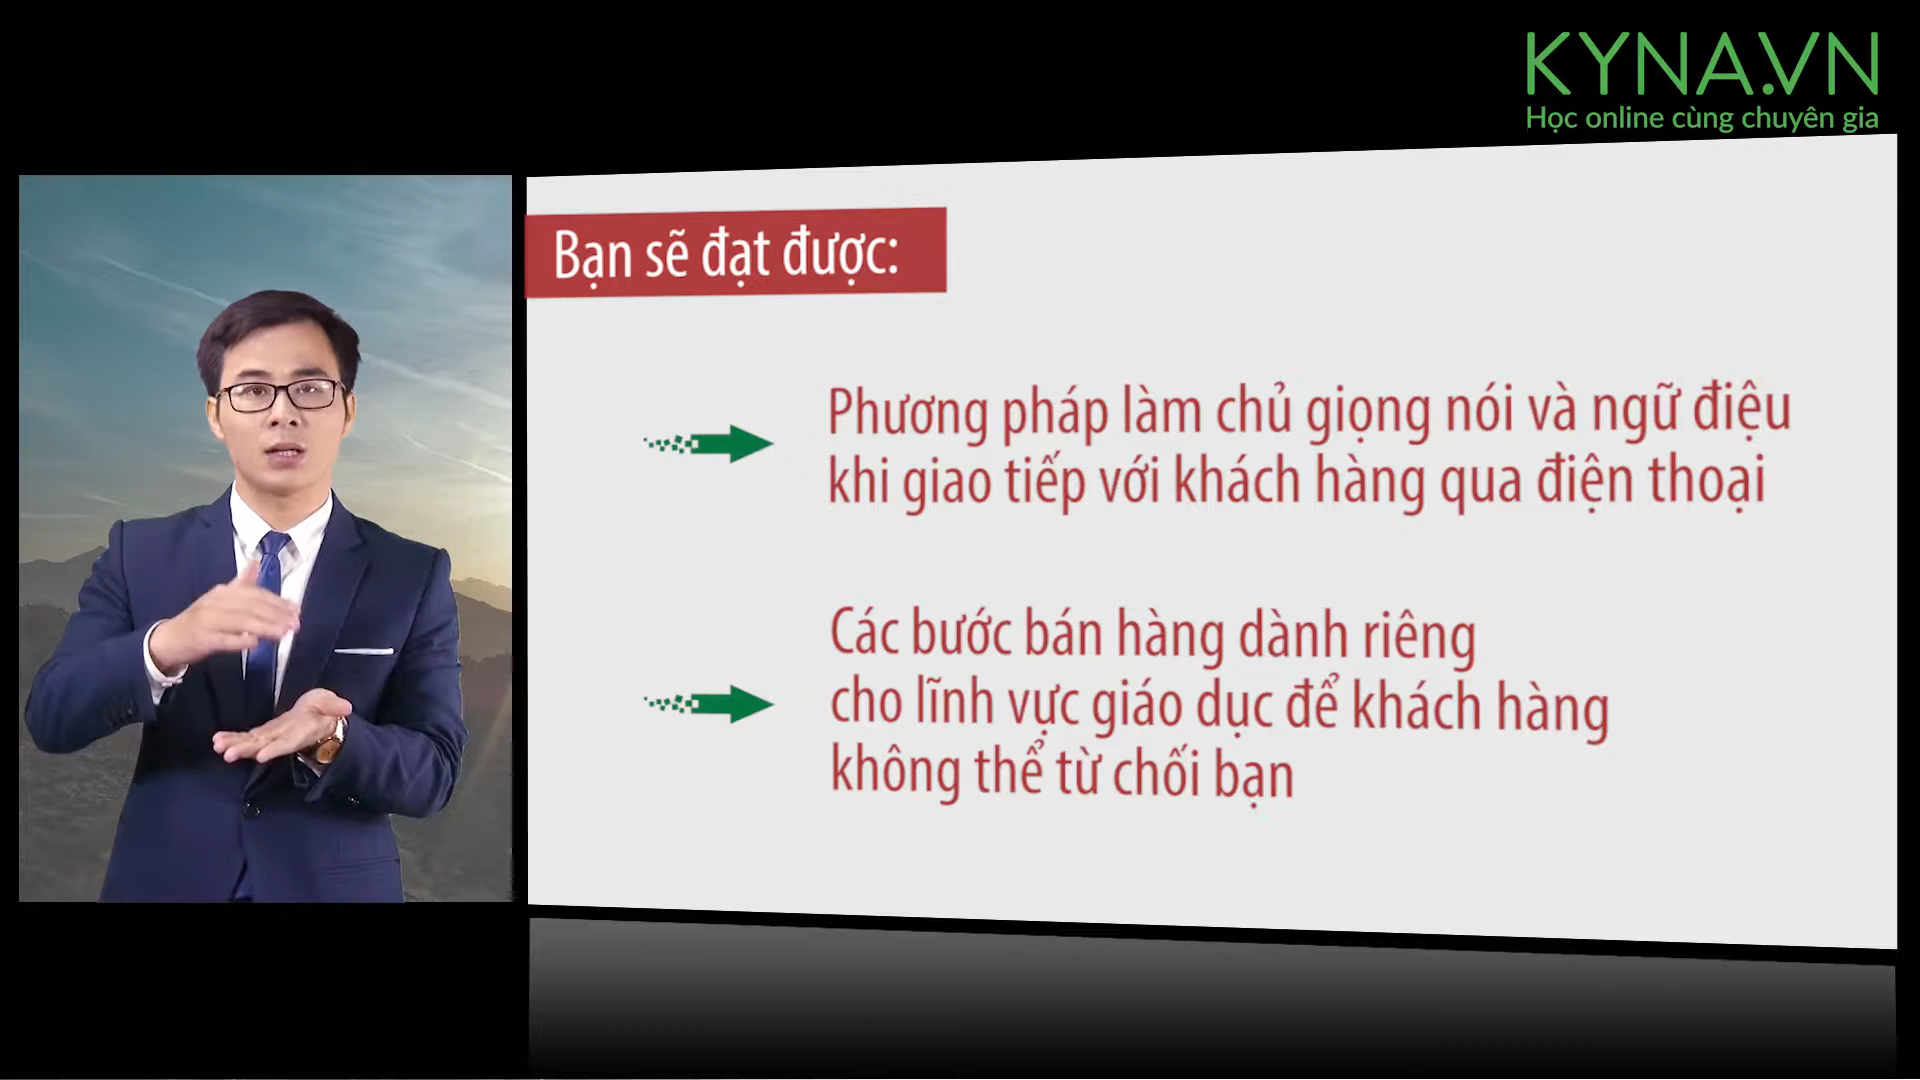 KYNA.VN
Học online cùng chuyên gia
Bạn sẽ đạt được:
Phương pháp làm chủ giọng nói và ngữ điệu
khi giao tiếp với khách hàng qua điện thoại
Các bước bán hàng dành riêng
cho lĩnh vực giáo dục để khách hàng
không thể từ chối bạn